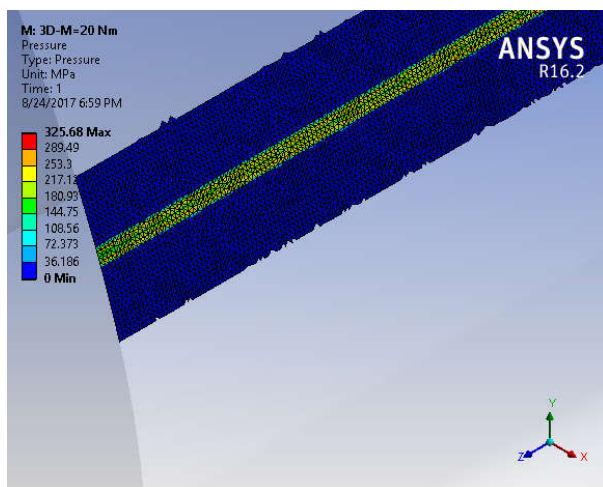 M: 3D-M=20 Nm
Pressure
Type: Pressure
Unit: MPa
Time: 1
8/24/2017 6:59 PM
ANSYS
R16.2
325.68 Max
289.49
253.3
217.12
180.93
144.75
108.56
72.373
36.186
0 Min
Y
Z
X